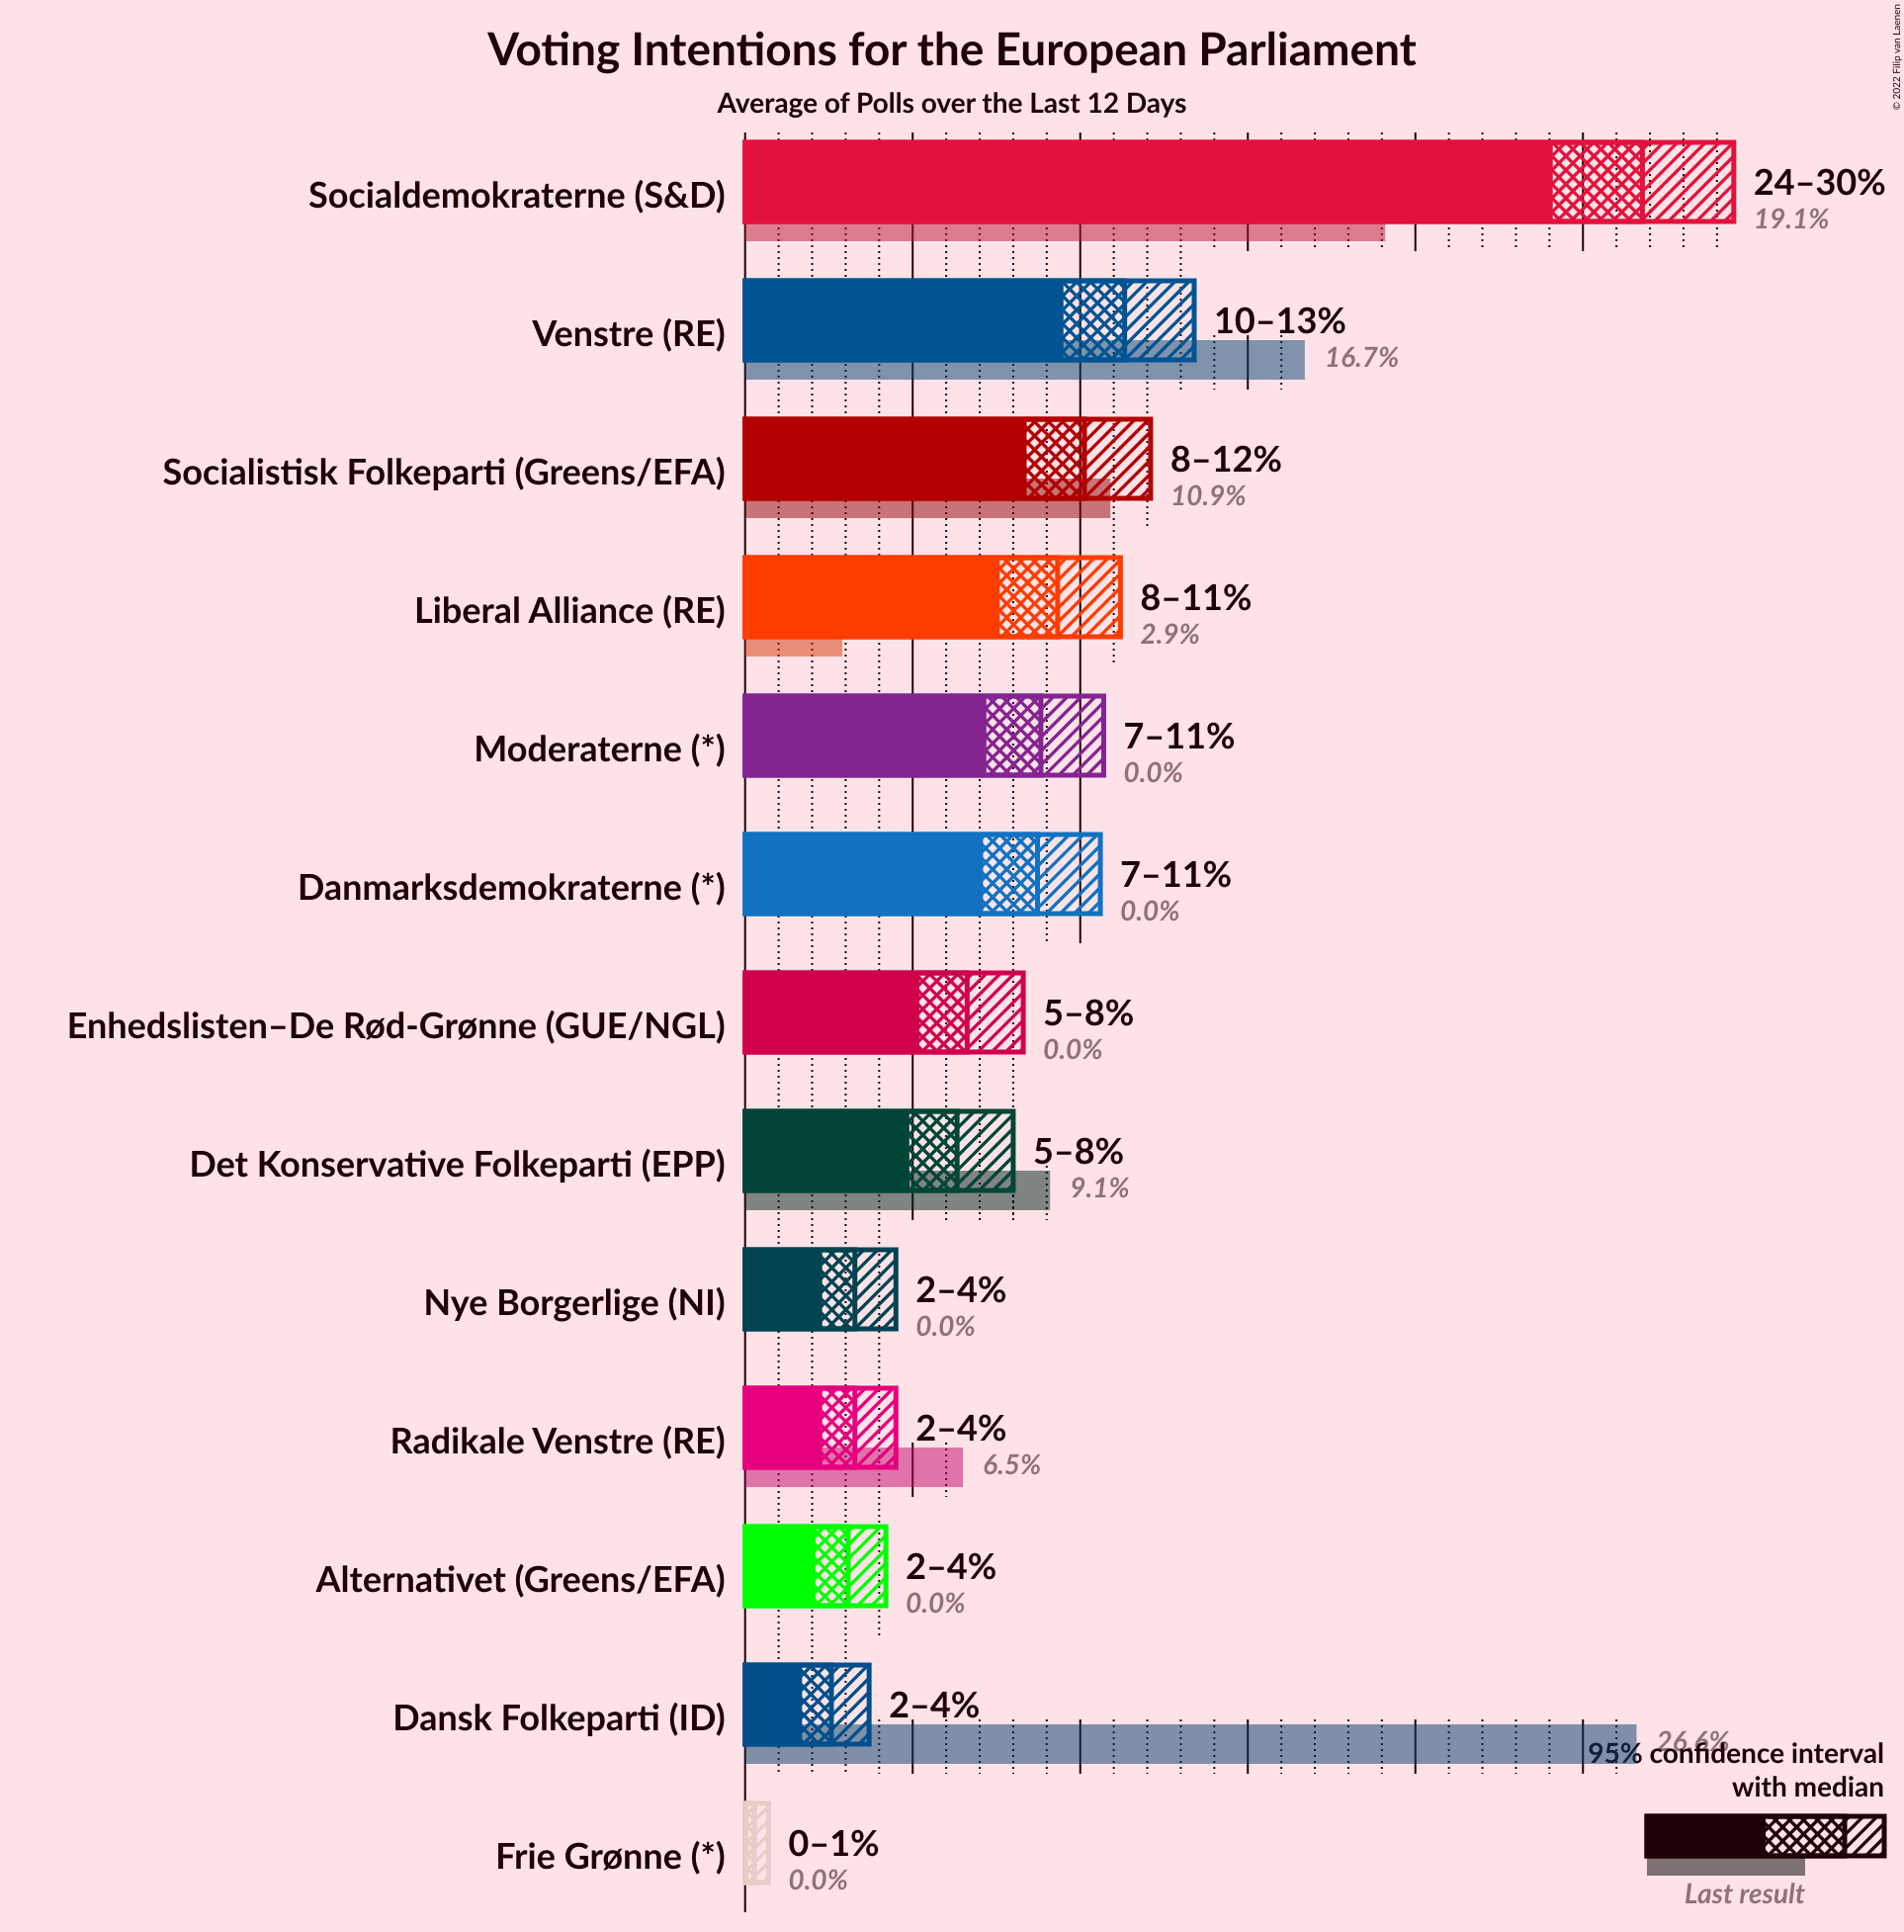 Voting Intentions for the European Parliament
Average of Polls over the Last 12 Days
© 2022 Filip van Laenen
Socialdemokraterne (S&D)
24–30%
19.1%
Venstre (RE)
10–13%
16.7%
Socialistisk Folkeparti (Greens/EFA)
8–12%
10.9%
Liberal Alliance (RE)
8–11%
2.9%
Moderaterne (*)
7–11%
0.0%
Danmarksdemokraterne (*)
7–11%
0.0%
Enhedslisten–De Rød-Grønne (GUE/NGL)
5–8%
0.0%
Det Konservative Folkeparti (EPP)
5–8%
9.1%
Nye Borgerlige (NI)
2–4%
0.0%
Radikale Venstre (RE)
2–4%
6.5%
Alternativet (Greens/EFA)
2–4%
0.0%
Dansk Folkeparti (ID)
2–4%
26.6%
Frie Grønne (*)
0–1%
0.0%
95% confidence interval
with median
Last result